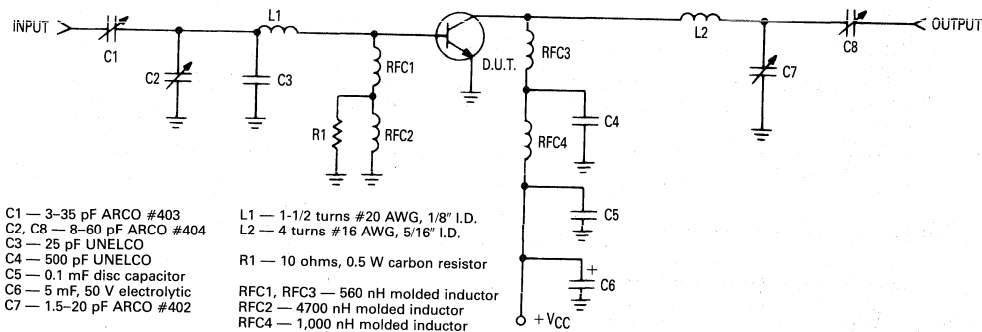 INPUT
C1
L1
C2
C3
RFC1
R1
RFC2
D.U.T.
RFC3
C4
RFC4
C5
+
C6
+ VCC
L2
C7
C8
OUTPUT
C1 — 3–35 pF ARCO #403
C2, C8 — 8–60 pF ARCO #404
C3 — 25 pF UNELCO
C4 — 500 pF UNELCO
C5 — 0.1 mF disc capacitor
C6 — 5 mF, 50 V electrolytic
C7 — 1.5–20 pF ARCO #402
L1 — 1-1/2 turns #20 AWG, 1/8" I.D.
L2 — 4 turns #16 AWG, 5/16" I.D.
R1 — 10 ohms, 0.5 W carbon resistor
RFC1, RFC3 — 560 nH molded inductor
RFC2 — 4700 nH molded inductor
RFC4 — 1,000 nH molded inductor